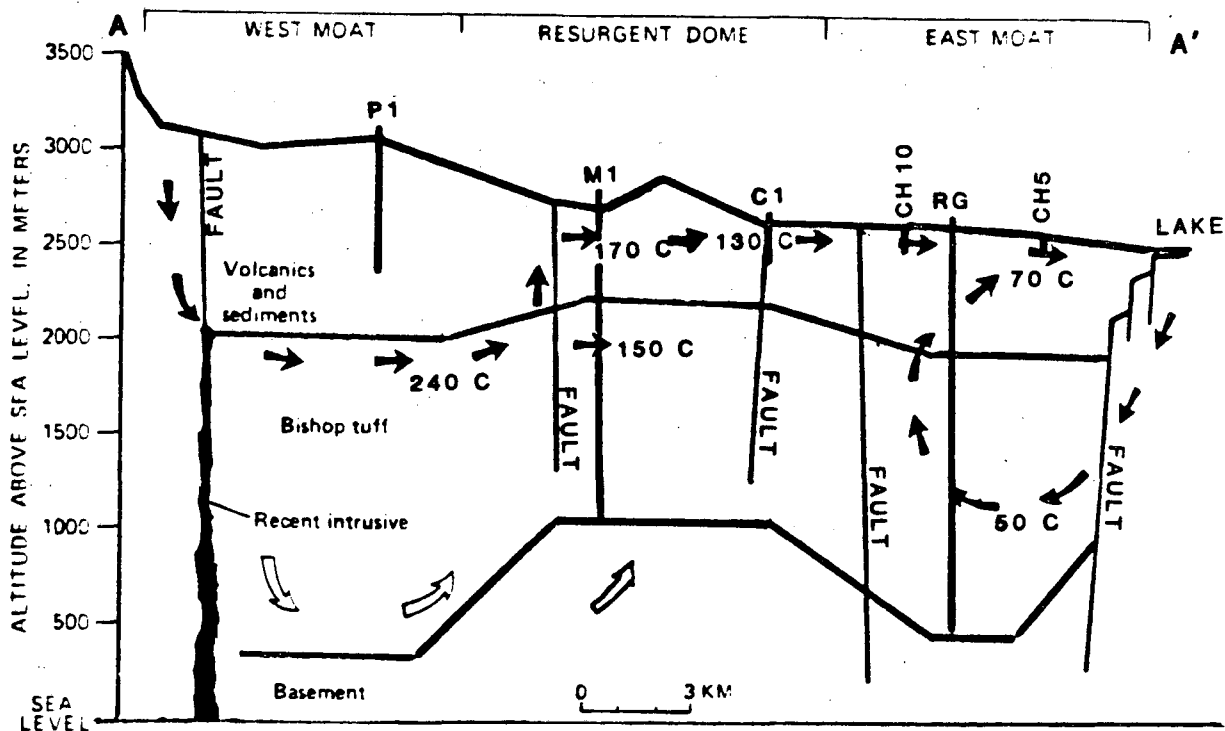 A WEST MOAT RESURGENT DOME EAST MOAT A'
ALTITUDE ABOVE SEA LEVEL, IN METERS
3500
3000
2500
2000
1500
1000
500
SEA LEVEL
P1
M1
C1
CH 10
RG
CH5
LAKE
FAULT
170 C
130 C
70 C
Volcanics
and
sediments
150 C
240 C
FAULT
FAULT
Bishop tuff
FAULT
FAULT
50 C
Recent intrusive
Basement
0 3 KM